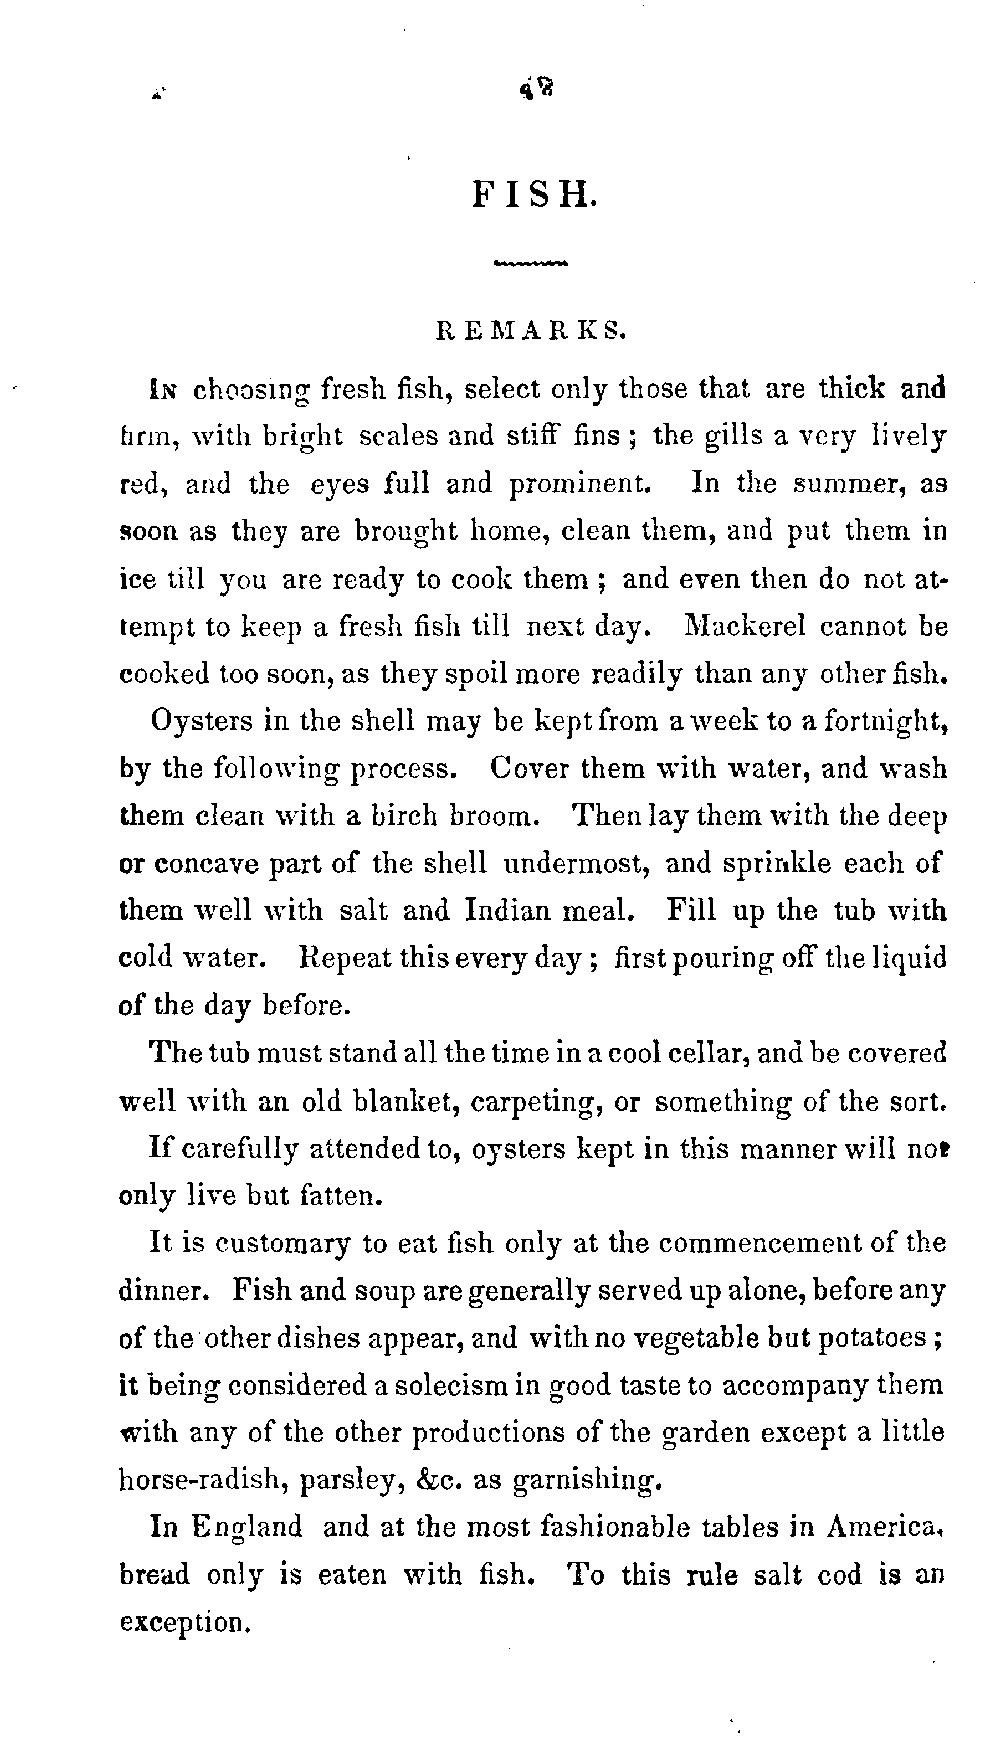 48
FISH.
REMARKS.
In choosing fresh fish, select only those that are thick and
firm, with bright scales and stiff fins; the gills a very lively
red, and the eyes full and prominent. In the summer, as
soon as they are brought home, clean them, and put them in
ice till you are ready to cook them; and even then do not at-
tempt to keep a fresh fish till next day. Mackerel cannot be
cooked too soon, as they spoil more readily than any other fish.
Oysters in the shell may be kept from a week to a fortnight,
by the following process. Cover them with water, and wash
them clean with a birch broom. Then lay them with the deep
or concave part of the shell undermost, and sprinkle each of
them well with salt and Indian meal. Fill up the tub with
cold water. Repeat this every day; first pouring off the liquid
of the day before.
The tub must stand all the time in a cool cellar, and be covered
well with an old blanket, carpeting, or something of the sort.
If carefully attended to, oysters kept in this manner will not
only live but fatten.
It is customary to eat fish only at the commencement of the
dinner. Fish and soup are generally served up alone, before any
of the other dishes appear, and with no vegetable but potatoes;
it being considered a solecism in good taste to accompany them
with any of the other productions of the garden except a little
horse-radish, parsley, &c. as garnishing.
In England and at the most fashionable tables in America,
bread only is eaten with fish. To this rule salt cod is an
exception.